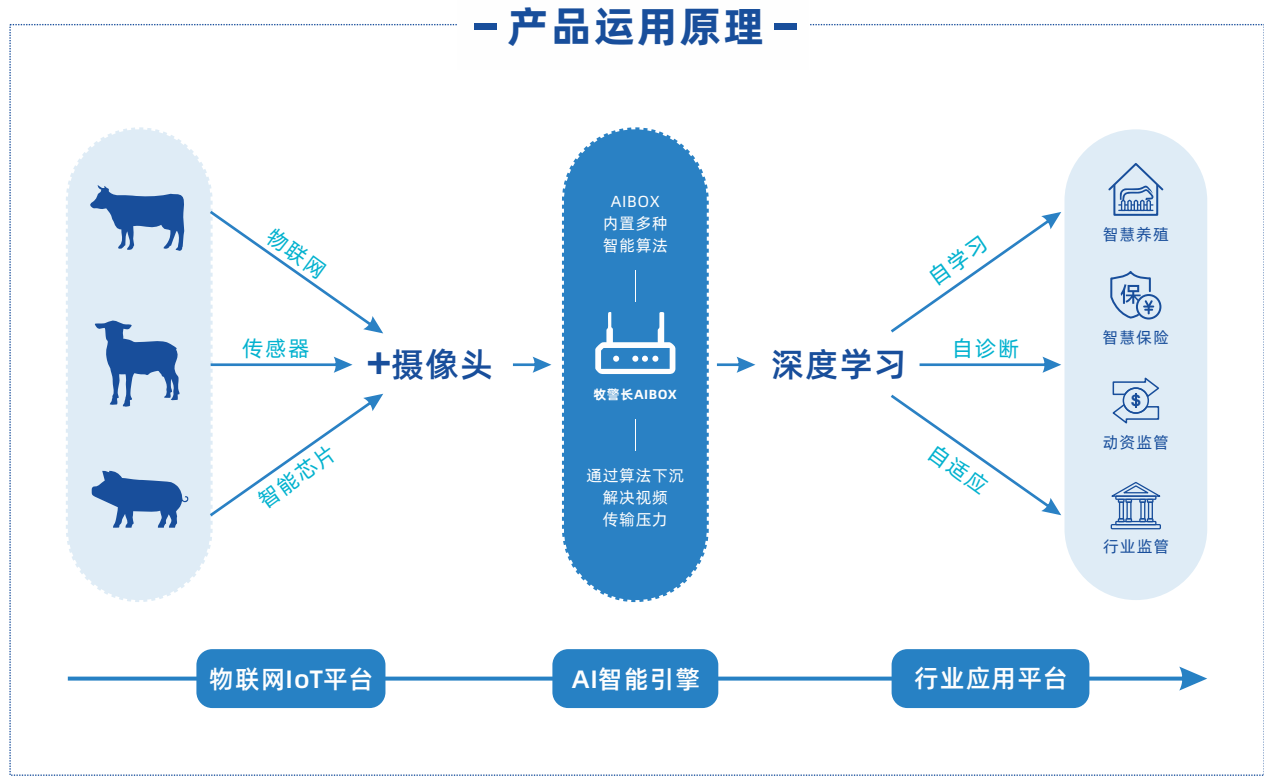 产品运用原理
物联网
传感器
智能芯片
+摄像头
AIBOX
内置多种
智能算法
牧警长AIBOX
通过算法下沉
解决视频
传输压力
深度学习
自学习
自诊断
自适应
智慧养殖
保
¥
智慧保险
$
动资监管
行业监管
物联网IoT平台
AI智能引擎
行业应用平台